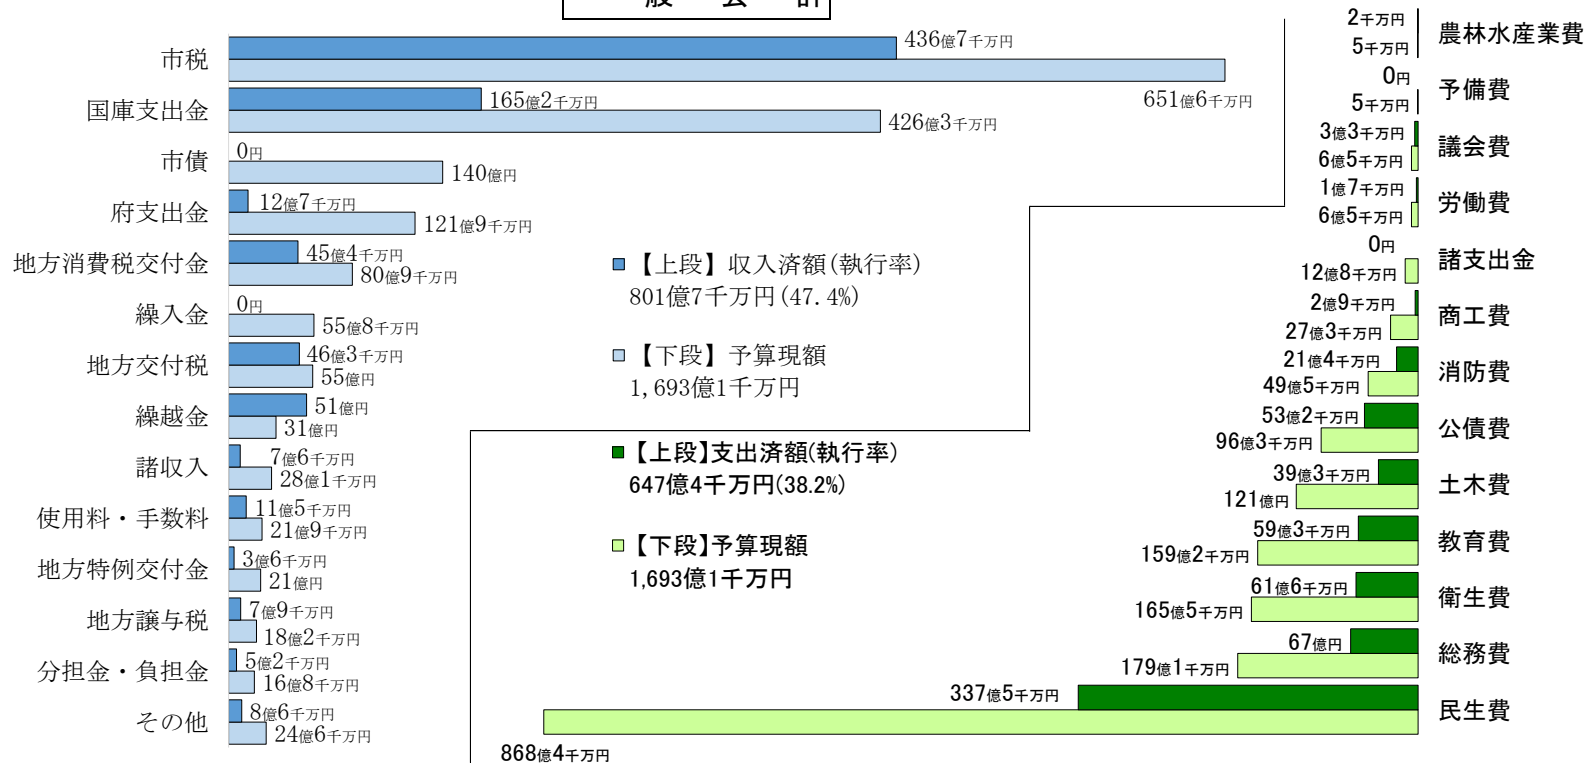 一般会計
市税
436億7千万円
651億6千万円
国庫支出金
165億2千万円
426億3千万円
市債
0円
140億円
府支出金
12億7千万円
121億9千万円
地方消費税交付金
45億4千万円
80億9千万円
繰入金
0円
55億8千万円
地方交付税
46億3千万円
55億円
繰越金
51億円
31億円
諸収入
7億6千万円
28億1千万円
使用料・手数料
11億5千万円
21億9千万円
地方特例交付金
3億6千万円
21億円
地方譲与税
7億9千万円
18億2千万円
分担金・負担金
5億2千万円
16億8千万円
その他
8億6千万円
24億6千万円
【上段】収入済額(執行率)
801億7千万円(47.4%)
【下段】予算現額
1,693億1千万円
【上段】支出済額(執行率)
647億4千万円(38.2%)
【下段】予算現額
1,693億1千万円
2千万円
5千万円
農林水産業費
0円
5千万円
予備費
3億3千万円
6億5千万円
議会費
1億7千万円
6億5千万円
労働費
0円
12億8千万円
諸支出金
2億9千万円
27億3千万円
商工費
21億4千万円
49億5千万円
消防費
53億2千万円
96億3千万円
公債費
39億3千万円
121億円
土木費
59億3千万円
159億2千万円
教育費
61億6千万円
165億5千万円
衛生費
67億円
179億1千万円
総務費
337億5千万円
868億4千万円
民生費